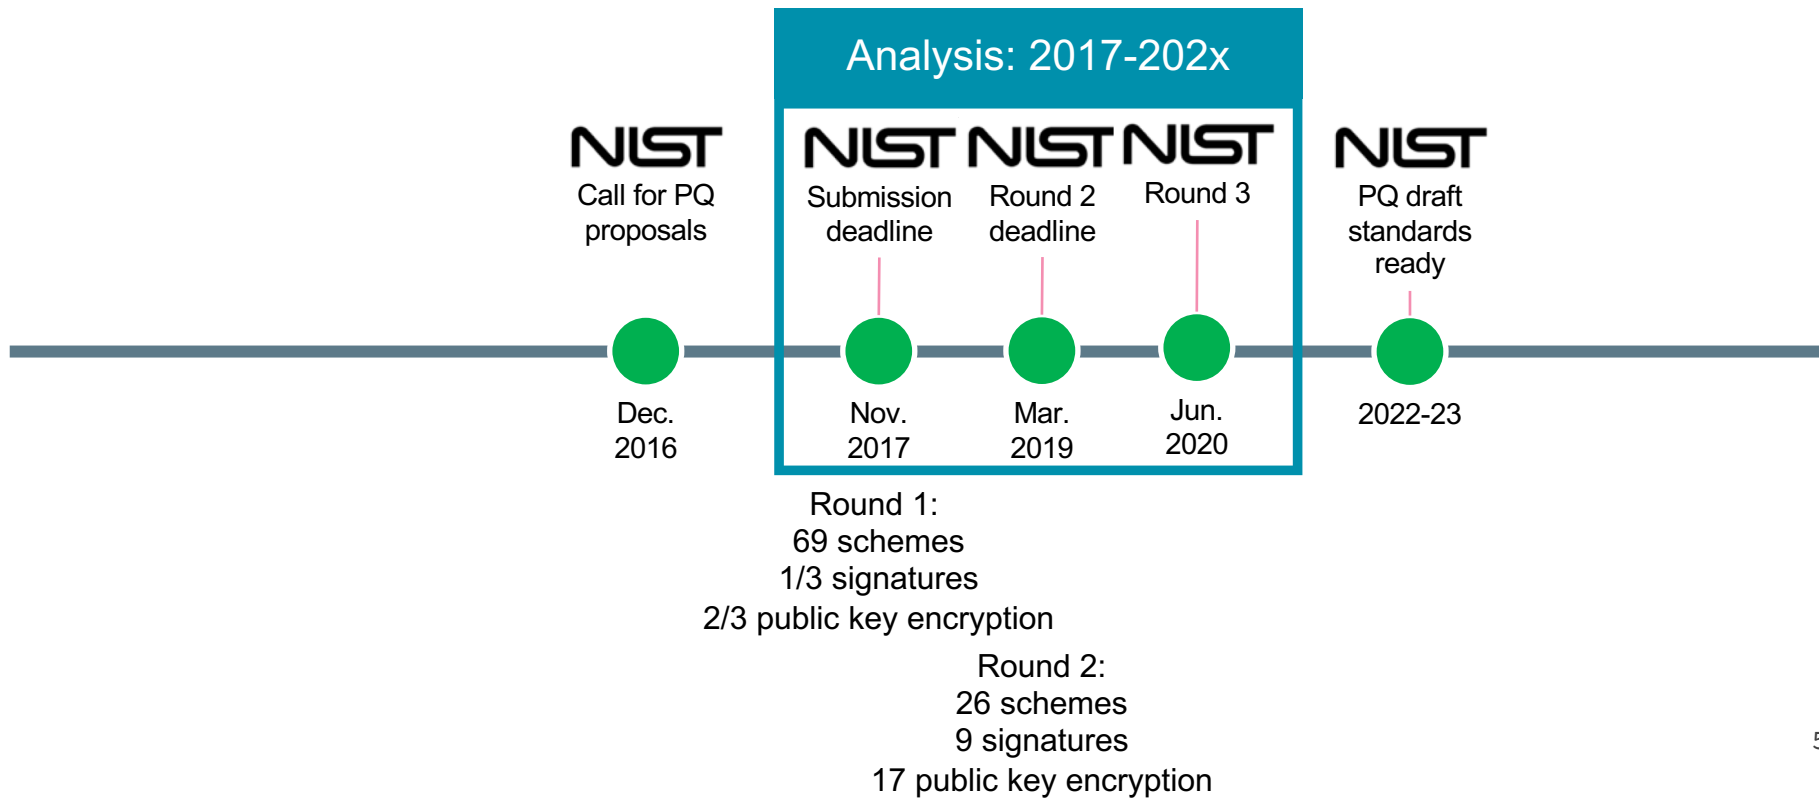 Analysis: 2017-202x
NIST
Call for PQ
proposals
NIST
Submission
deadline
NIST
Round 2
deadline
NIST
Round 3
NIST
PQ draft
standards
ready
Dec.
2016
Nov.
2017
Mar.
2019
Jun.
2020
2022-23
Round 1:
69 schemes
1/3 signatures
2/3 public key encryption
Round 2:
26 schemes
9 signatures
17 public key encryption
5